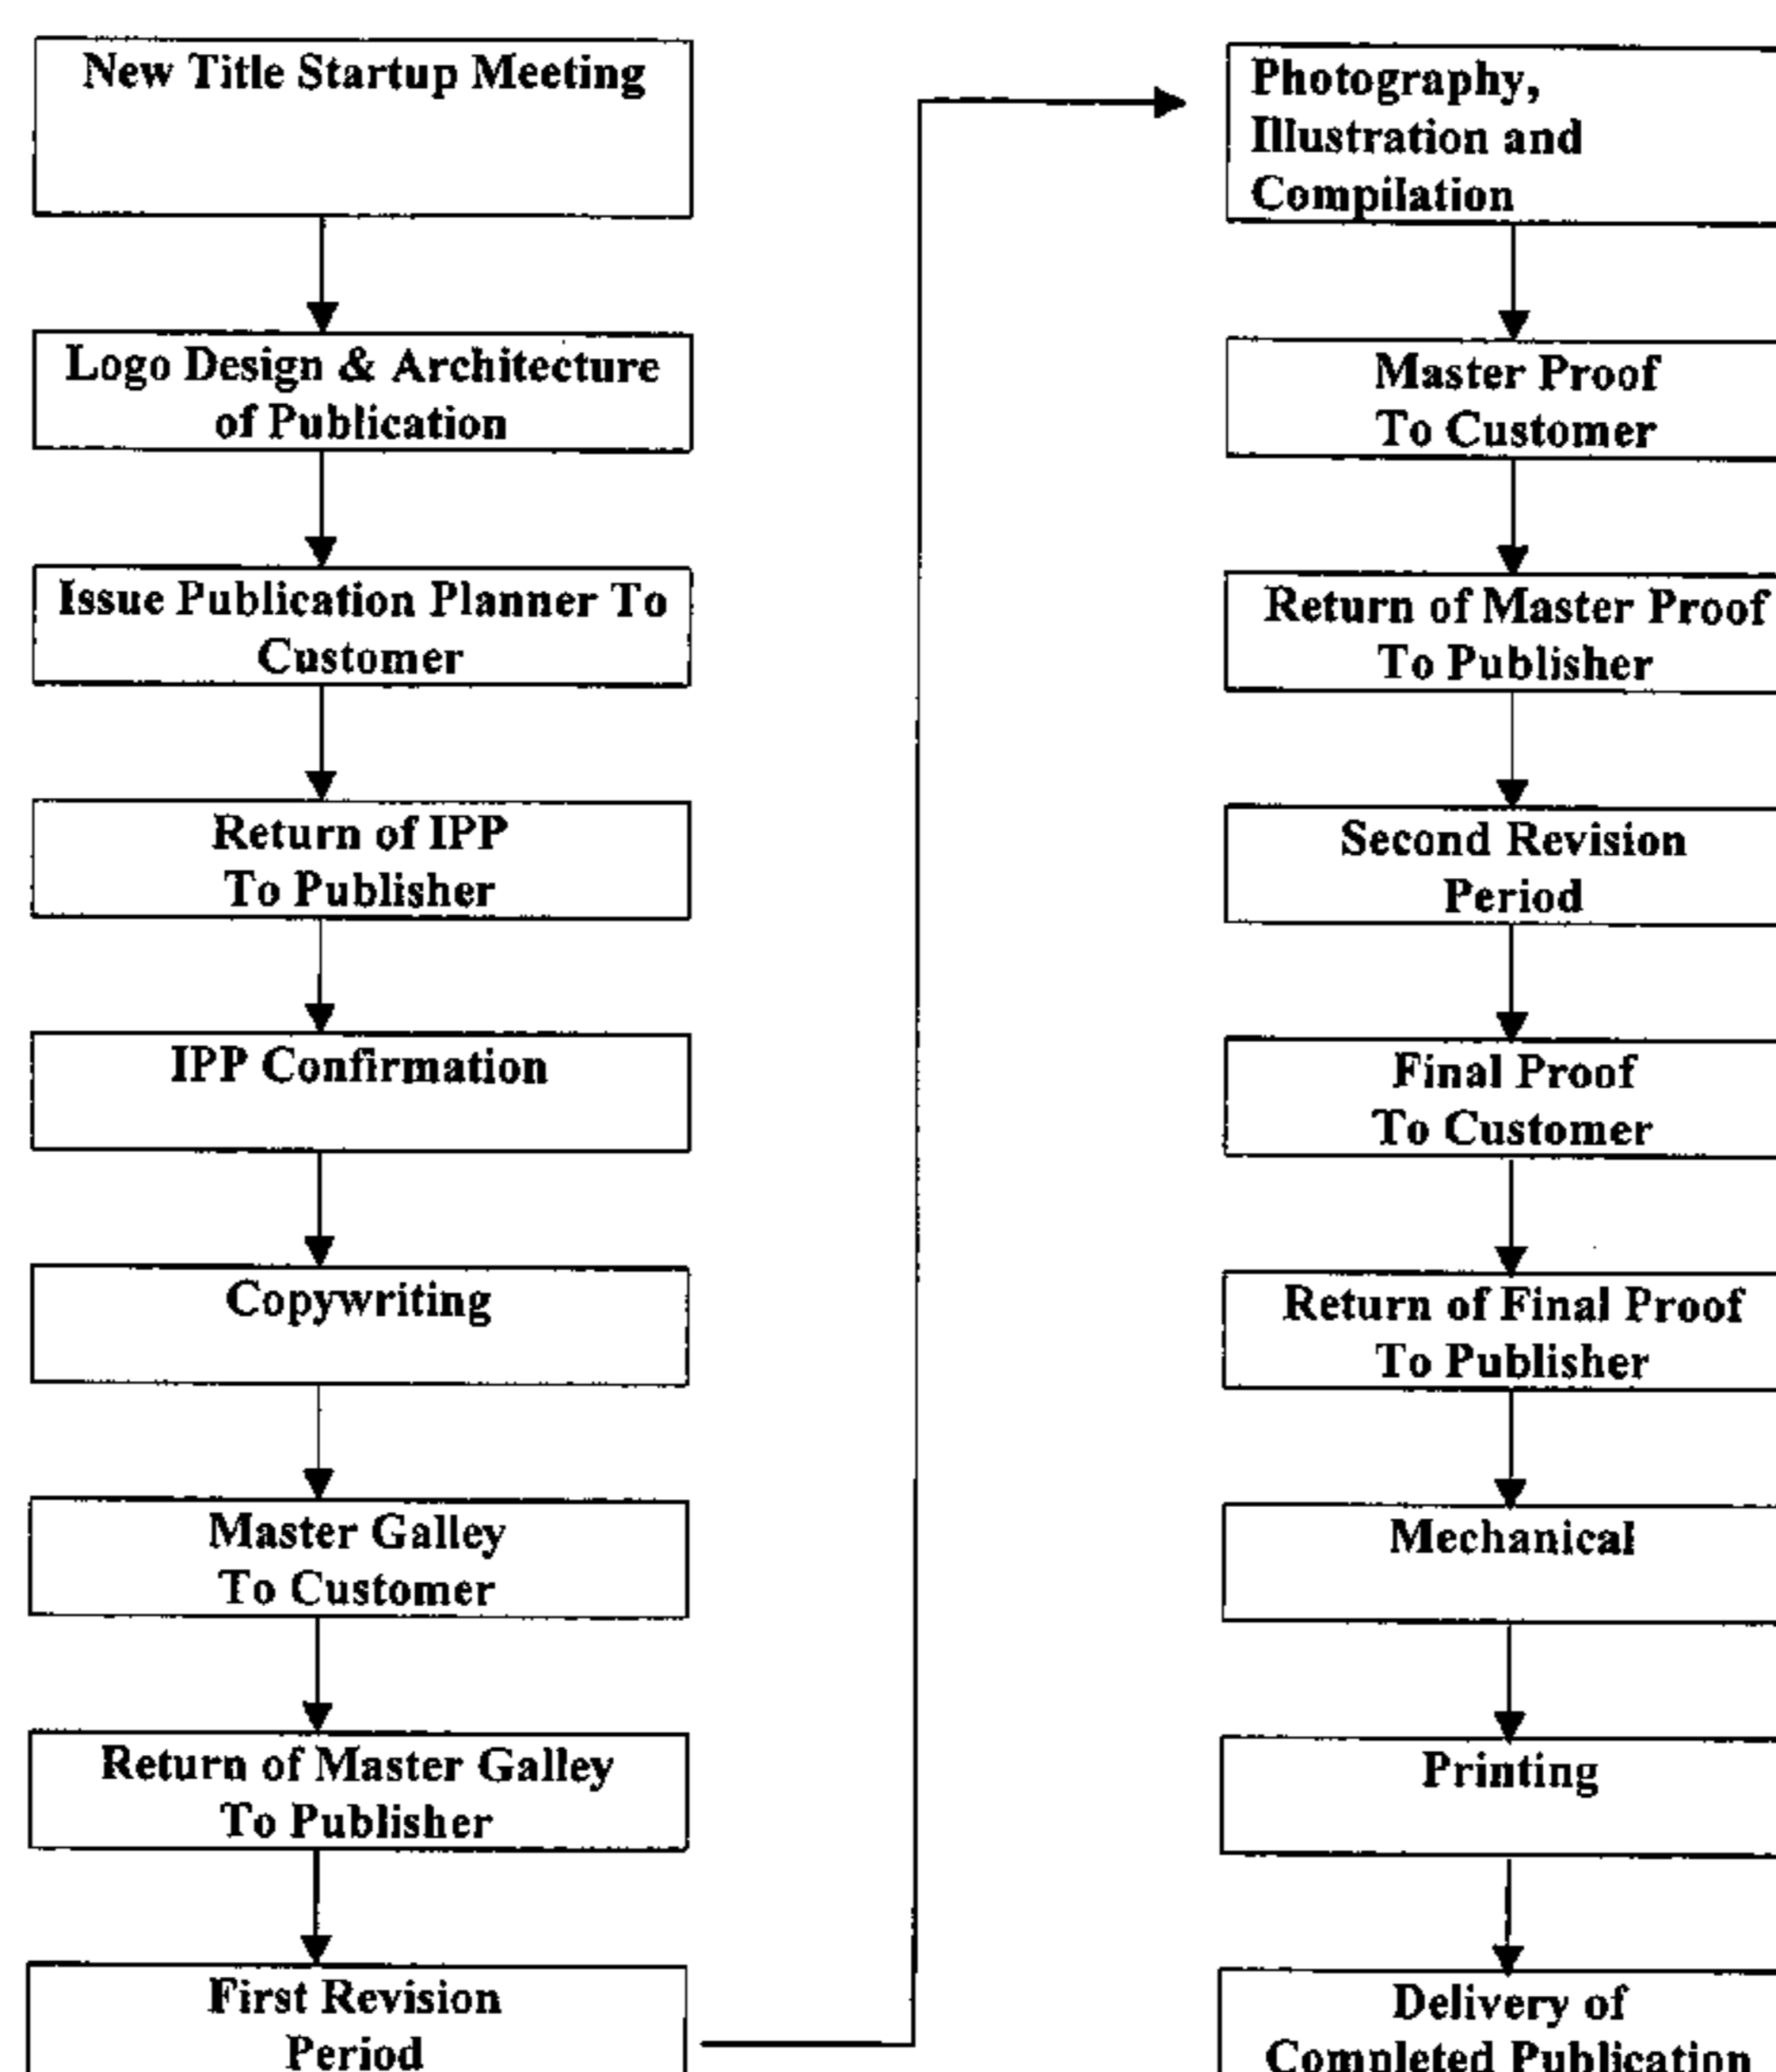 New Title Startup Meeting
Logo Design & Architecture
of Publication
Issue Publication Planner To
Customer
Return of IPP
To Publisher
IPP Confirmation
Copywriting
Master Galley
To Customer
Return of Master Galley
To Publisher
First Revision
Period
Photography,
Illustration and
Compilation
Master Proof
To Customer
Return of Master Proof
To Publisher
Second Revision
Period
Final Proof
To Customer
Return of Final Proof
To Publisher
Mechanical
Printing
Delivery of
Completed Publication